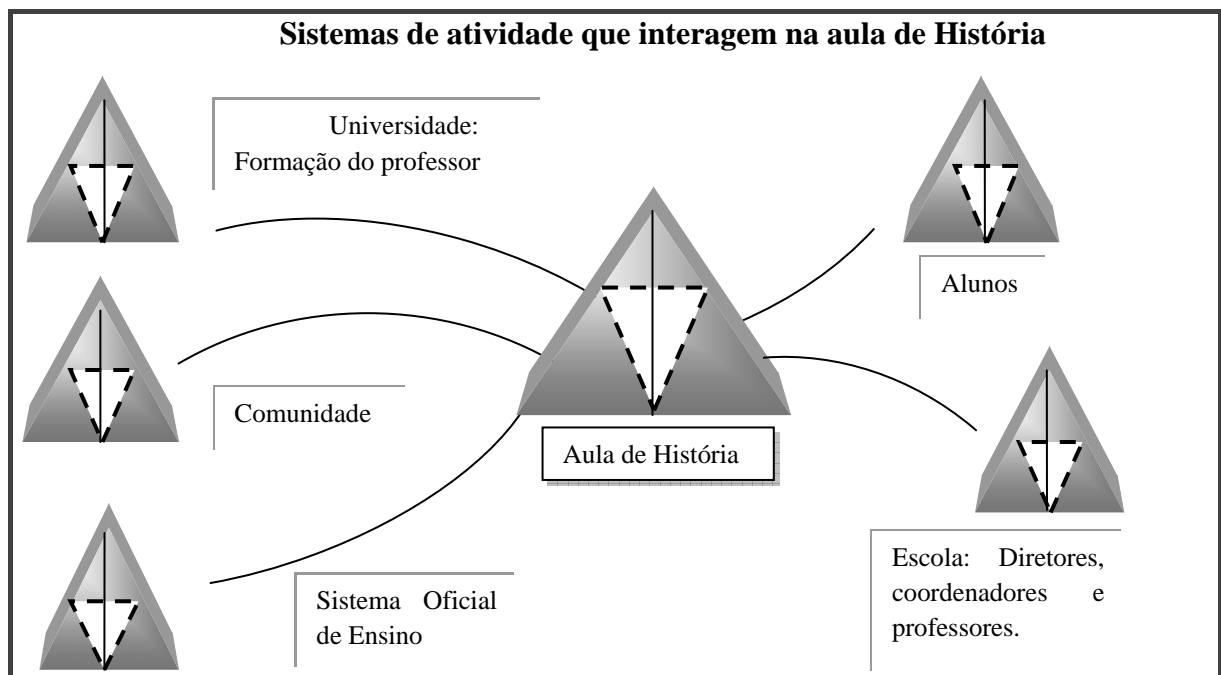 Sistemas de atividade que interagem na aula de História
Universidade:
Formação do professor
Alunos
Comunidade
Aula de História
Escola: Diretores,
coordenadores e
professores.
Sistema Oficial
de Ensino